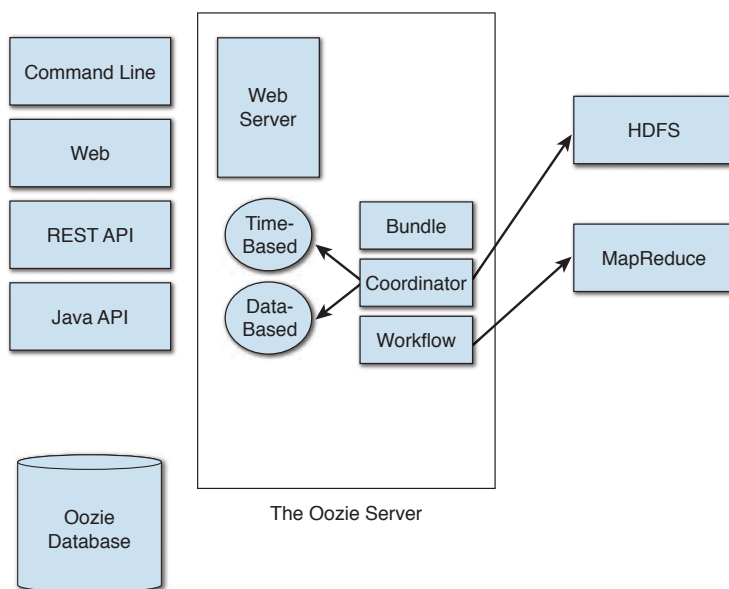 Command Line
Web
REST API
Java API
Oozie
Database
Web
Server
Time-
Based
Data-
Based
Bundle
Coordinator
Workflow
The Oozie Server
HDFS
MapReduce